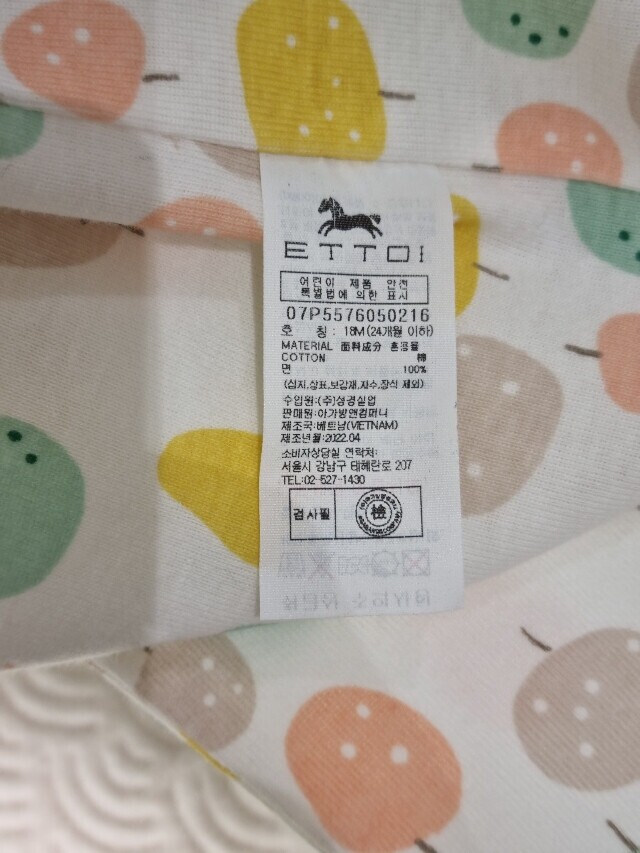 ETTOI
어린이 제품 안전
특별법에 의한 표시
07P5576050216
호 칭 : 18M(24개월 이하)
MATERIAL 面料成分 혼용률
COTTON 棉
면 100%
(심지,상표,보강재,자수,장식 제외)
수입원:(주)성경실업
판매원:아가방앤컴퍼니
제조국:베트남(VIETNAM)
제조년월:2022.04
소비자상담실 연락처:
서울시 강남구 테헤란로 207
TEL:02-527-1430
검사필 檢